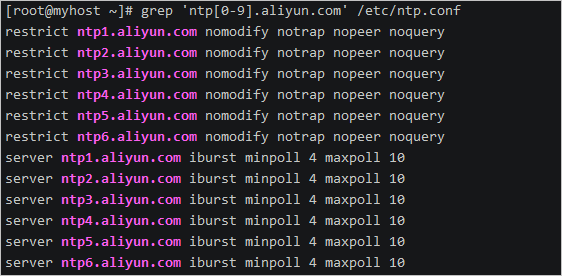 [root@myhost ~]# grep 'ntp[0-9].aliyun.com' /etc/ntp.conf
restrict ntp1.aliyun.com nomodify notrap nopeer noquery
restrict ntp2.aliyun.com nomodify notrap nopeer noquery
restrict ntp3.aliyun.com nomodify notrap nopeer noquery
restrict ntp4.aliyun.com nomodify notrap nopeer noquery
restrict ntp5.aliyun.com nomodify notrap nopeer noquery
restrict ntp6.aliyun.com nomodify notrap nopeer noquery
server ntp1.aliyun.com iburst minpoll 4 maxpoll 10
server ntp2.aliyun.com iburst minpoll 4 maxpoll 10
server ntp3.aliyun.com iburst minpoll 4 maxpoll 10
server ntp4.aliyun.com iburst minpoll 4 maxpoll 10
server ntp5.aliyun.com iburst minpoll 4 maxpoll 10
server ntp6.aliyun.com iburst minpoll 4 maxpoll 10